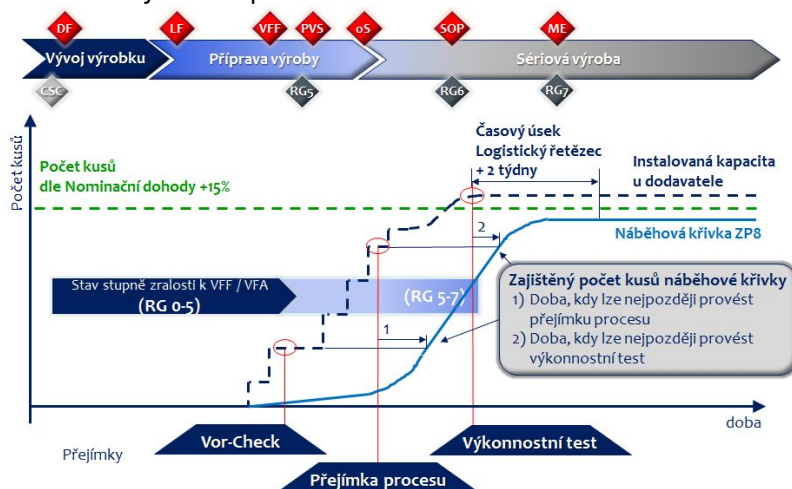 DF
LF
VFF
PVS
oS
SOP
ME
Vývoj výrobku
Příprava výroby
Sériová výroba
CSC
RG5
RG6
RG7
Počet kusů
Počet kusů
dle Nominační dohody +15%
Časový úsek
Logistický řetězec
+ 2 týdny
Instalovaná kapacita
u dodavatele
Náběhová křivka ZP8
2
Stav stupně zralosti k VFF / VFA
(RG 0-5)
(RG 5-7)
1
Zajištěný počet kusů náběhové křivky
1) Doba, kdy lze nejpozději provést
přejímku procesu
2) Doba, kdy lze nejpozději provést
výkonnostní test
doba
Přejímky
Vor-Check
Výkonnostní test
Přejímka procesu